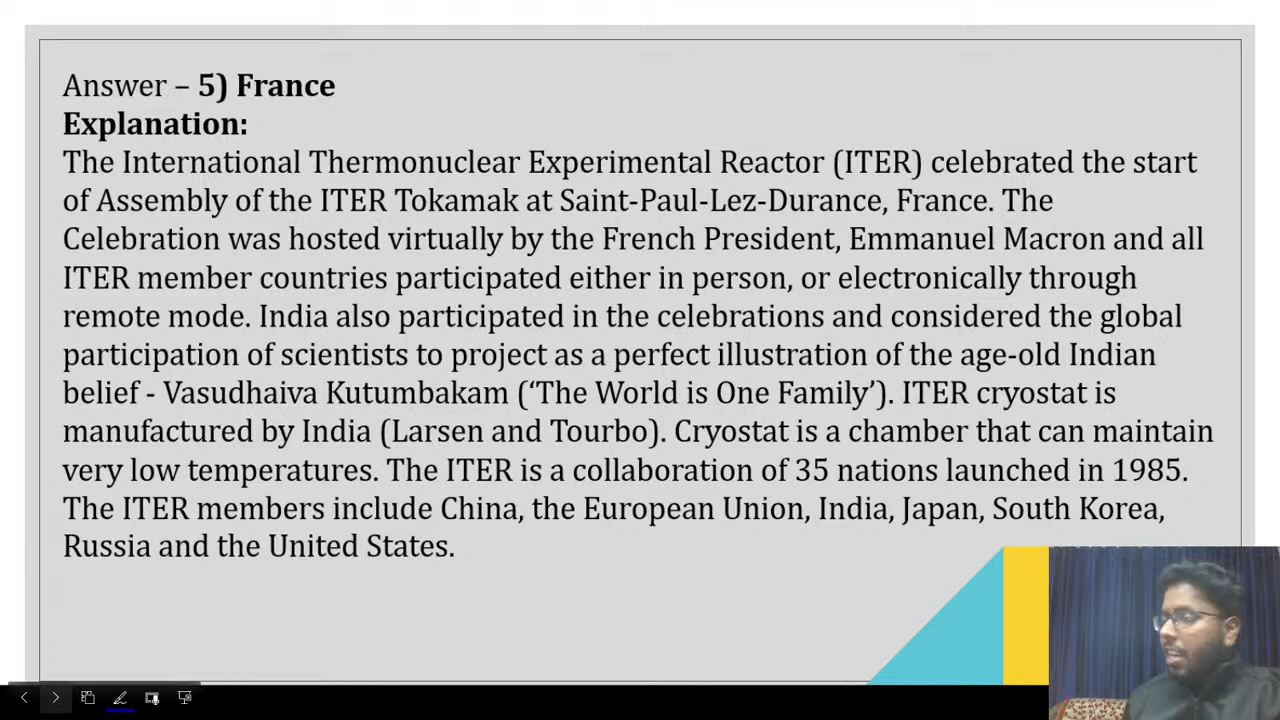 Answer – 5) France
Explanation:
The International Thermonuclear Experimental Reactor (ITER) celebrated the start
of Assembly of the ITER Tokamak at Saint-Paul-Lez-Durance, France. The
Celebration was hosted virtually by the French President, Emmanuel Macron and all
ITER member countries participated either in person, or electronically through
remote mode. India also participated in the celebrations and considered the global
participation of scientists to project as a perfect illustration of the age-old Indian
belief - Vasudhaiva Kutumbakam (‘The World is One Family’). ITER cryostat is
manufactured by India (Larsen and Tourbo). Cryostat is a chamber that can maintain
very low temperatures. The ITER is a collaboration of 35 nations launched in 1985.
The ITER members include China, the European Union, India, Japan, South Korea,
Russia and the United States.